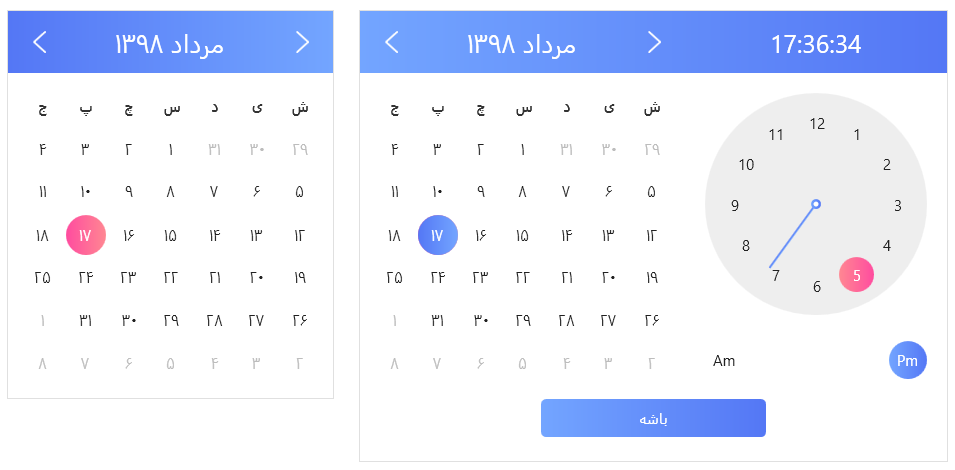 مرداد ۱۳۹۸
ش ی د س چ پ ج
۲۹ ۳۰ ۳۱ ۱ ۲ ۳ ۴
۵ ۶ ۷ ۸ ۹ ۱۰ ۱۱
۱۲ ۱۳ ۱۴ ۱۵ ۱۶ ۱۷ ۱۸
۱۹ ۲۰ ۲۱ ۲۲ ۲۳ ۲۴ ۲۵
۲۶ ۲۷ ۲۸ ۲۹ ۳۰ ۳۱ ۱
۲ ۳ ۴ ۵ ۶ ۷ ۸
مرداد ۱۳۹۸
ش ی د س چ پ ج
۲۹ ۳۰ ۳۱ ۱ ۲ ۳ ۴
۵ ۶ ۷ ۸ ۹ ۱۰ ۱۱
۱۲ ۱۳ ۱۴ ۱۵ ۱۶ ۱۷ ۱۸
۱۹ ۲۰ ۲۱ ۲۲ ۲۳ ۲۴ ۲۵
۲۶ ۲۷ ۲۸ ۲۹ ۳۰ ۳۱ ۱
۲ ۳ ۴ ۵ ۶ ۷ ۸
17:36:34
12
11 1
10 2
9 3
8 4
7 5
6
Am Pm
باشه